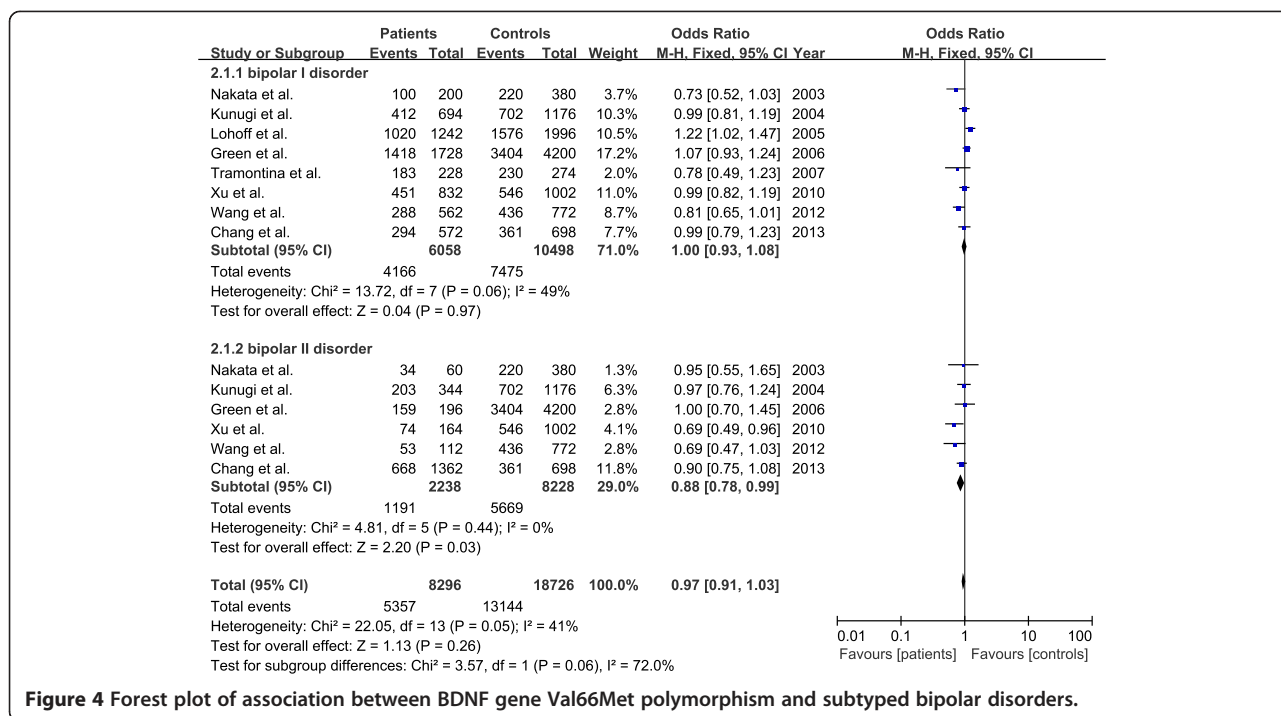 Patients Controls Odds Ratio Odds Ratio
Study or Subgroup Events Total Events Total Weight M-H, Fixed, 95% CI Year M-H, Fixed, 95% CI
2.1.1 bipolar I disorder
Nakata et al. 100 200 220 380 3.7% 0.73 [0.52, 1.03] 2003
Kunugi et al. 412 694 702 1176 10.3% 0.99 [0.81, 1.19] 2004
Lohoff et al. 1020 1242 1576 1996 10.5% 1.22 [1.02, 1.47] 2005
Green et al. 1418 1728 3404 4200 17.2% 1.07 [0.93, 1.24] 2006
Tramontina et al. 183 228 230 274 2.0% 0.78 [0.49, 1.23] 2007
Xu et al. 451 832 546 1002 11.0% 0.99 [0.82, 1.19] 2010
Wang et al. 288 562 436 772 8.7% 0.81 [0.65, 1.01] 2012
Chang et al. 294 572 361 698 7.7% 0.99 [0.79, 1.23] 2013
Subtotal (95% CI) 6058 10498 71.0% 1.00 [0.93, 1.08]
Total events 4166 7475
Heterogeneity: Chi² = 13.72, df = 7 (P = 0.06); I² = 49%
Test for overall effect: Z = 0.04 (P = 0.97)
2.1.2 bipolar II disorder
Nakata et al. 34 60 220 380 1.3% 0.95 [0.55, 1.65] 2003
Kunugi et al. 203 344 702 1176 6.3% 0.97 [0.76, 1.24] 2004
Green et al. 159 196 3404 4200 2.8% 1.00 [0.70, 1.45] 2006
Xu et al. 74 164 546 1002 4.1% 0.69 [0.49, 0.96] 2010
Wang et al. 53 112 436 772 2.8% 0.69 [0.47, 1.03] 2012
Chang et al. 668 1362 361 698 11.8% 0.90 [0.75, 1.08] 2013
Subtotal (95% CI) 2238 8228 29.0% 0.88 [0.78, 0.99]
Total events 1191 5669
Heterogeneity: Chi² = 4.81, df = 5 (P = 0.44); I² = 0%
Test for overall effect: Z = 2.20 (P = 0.03)
Total (95% CI) 8296 18726 100.0% 0.97 [0.91, 1.03]
Total events 5357 13144
Heterogeneity: Chi² = 22.05, df = 13 (P = 0.05); I² = 41%
Test for overall effect: Z = 1.13 (P = 0.26)
Test for subgroup differences: Chi² = 3.57, df = 1 (P = 0.06), I² = 72.0%
0.01 0.1 1 10 100
Favours [patients] Favours [controls]
Figure 4 Forest plot of association between BDNF gene Val66Met polymorphism and subtyped bipolar disorders.